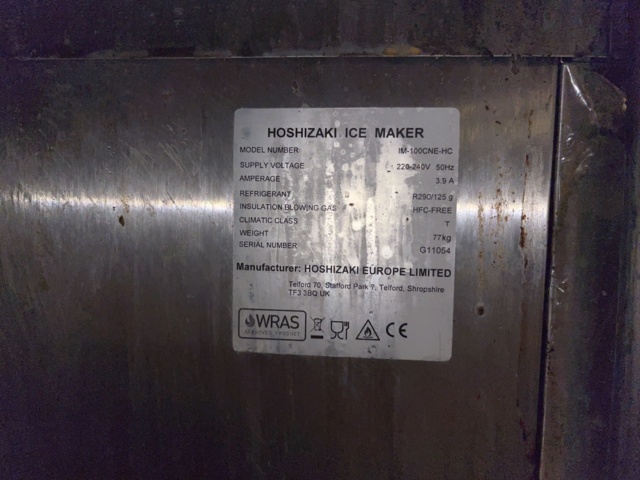 HOSHIZAKI ICE MAKER
MODEL NUMBER IM-100CNE-HC
SUPPLY VOLTAGE 220-240V 50Hz
AMPERAGE 3.9 A
REFRIGERANT R290/125 g
INSULATION BLOWING GAS HFC-FREE
CLIMATIC CLASS T
WEIGHT 77kg
SERIAL NUMBER G11054
Manufacturer: HOSHIZAKI EUROPE LIMITED
Telford 70, Stafford Park 7, Telford, Shropshire
TF3 3BQ UK
WRAS
APPROVED PRODUCT
CE